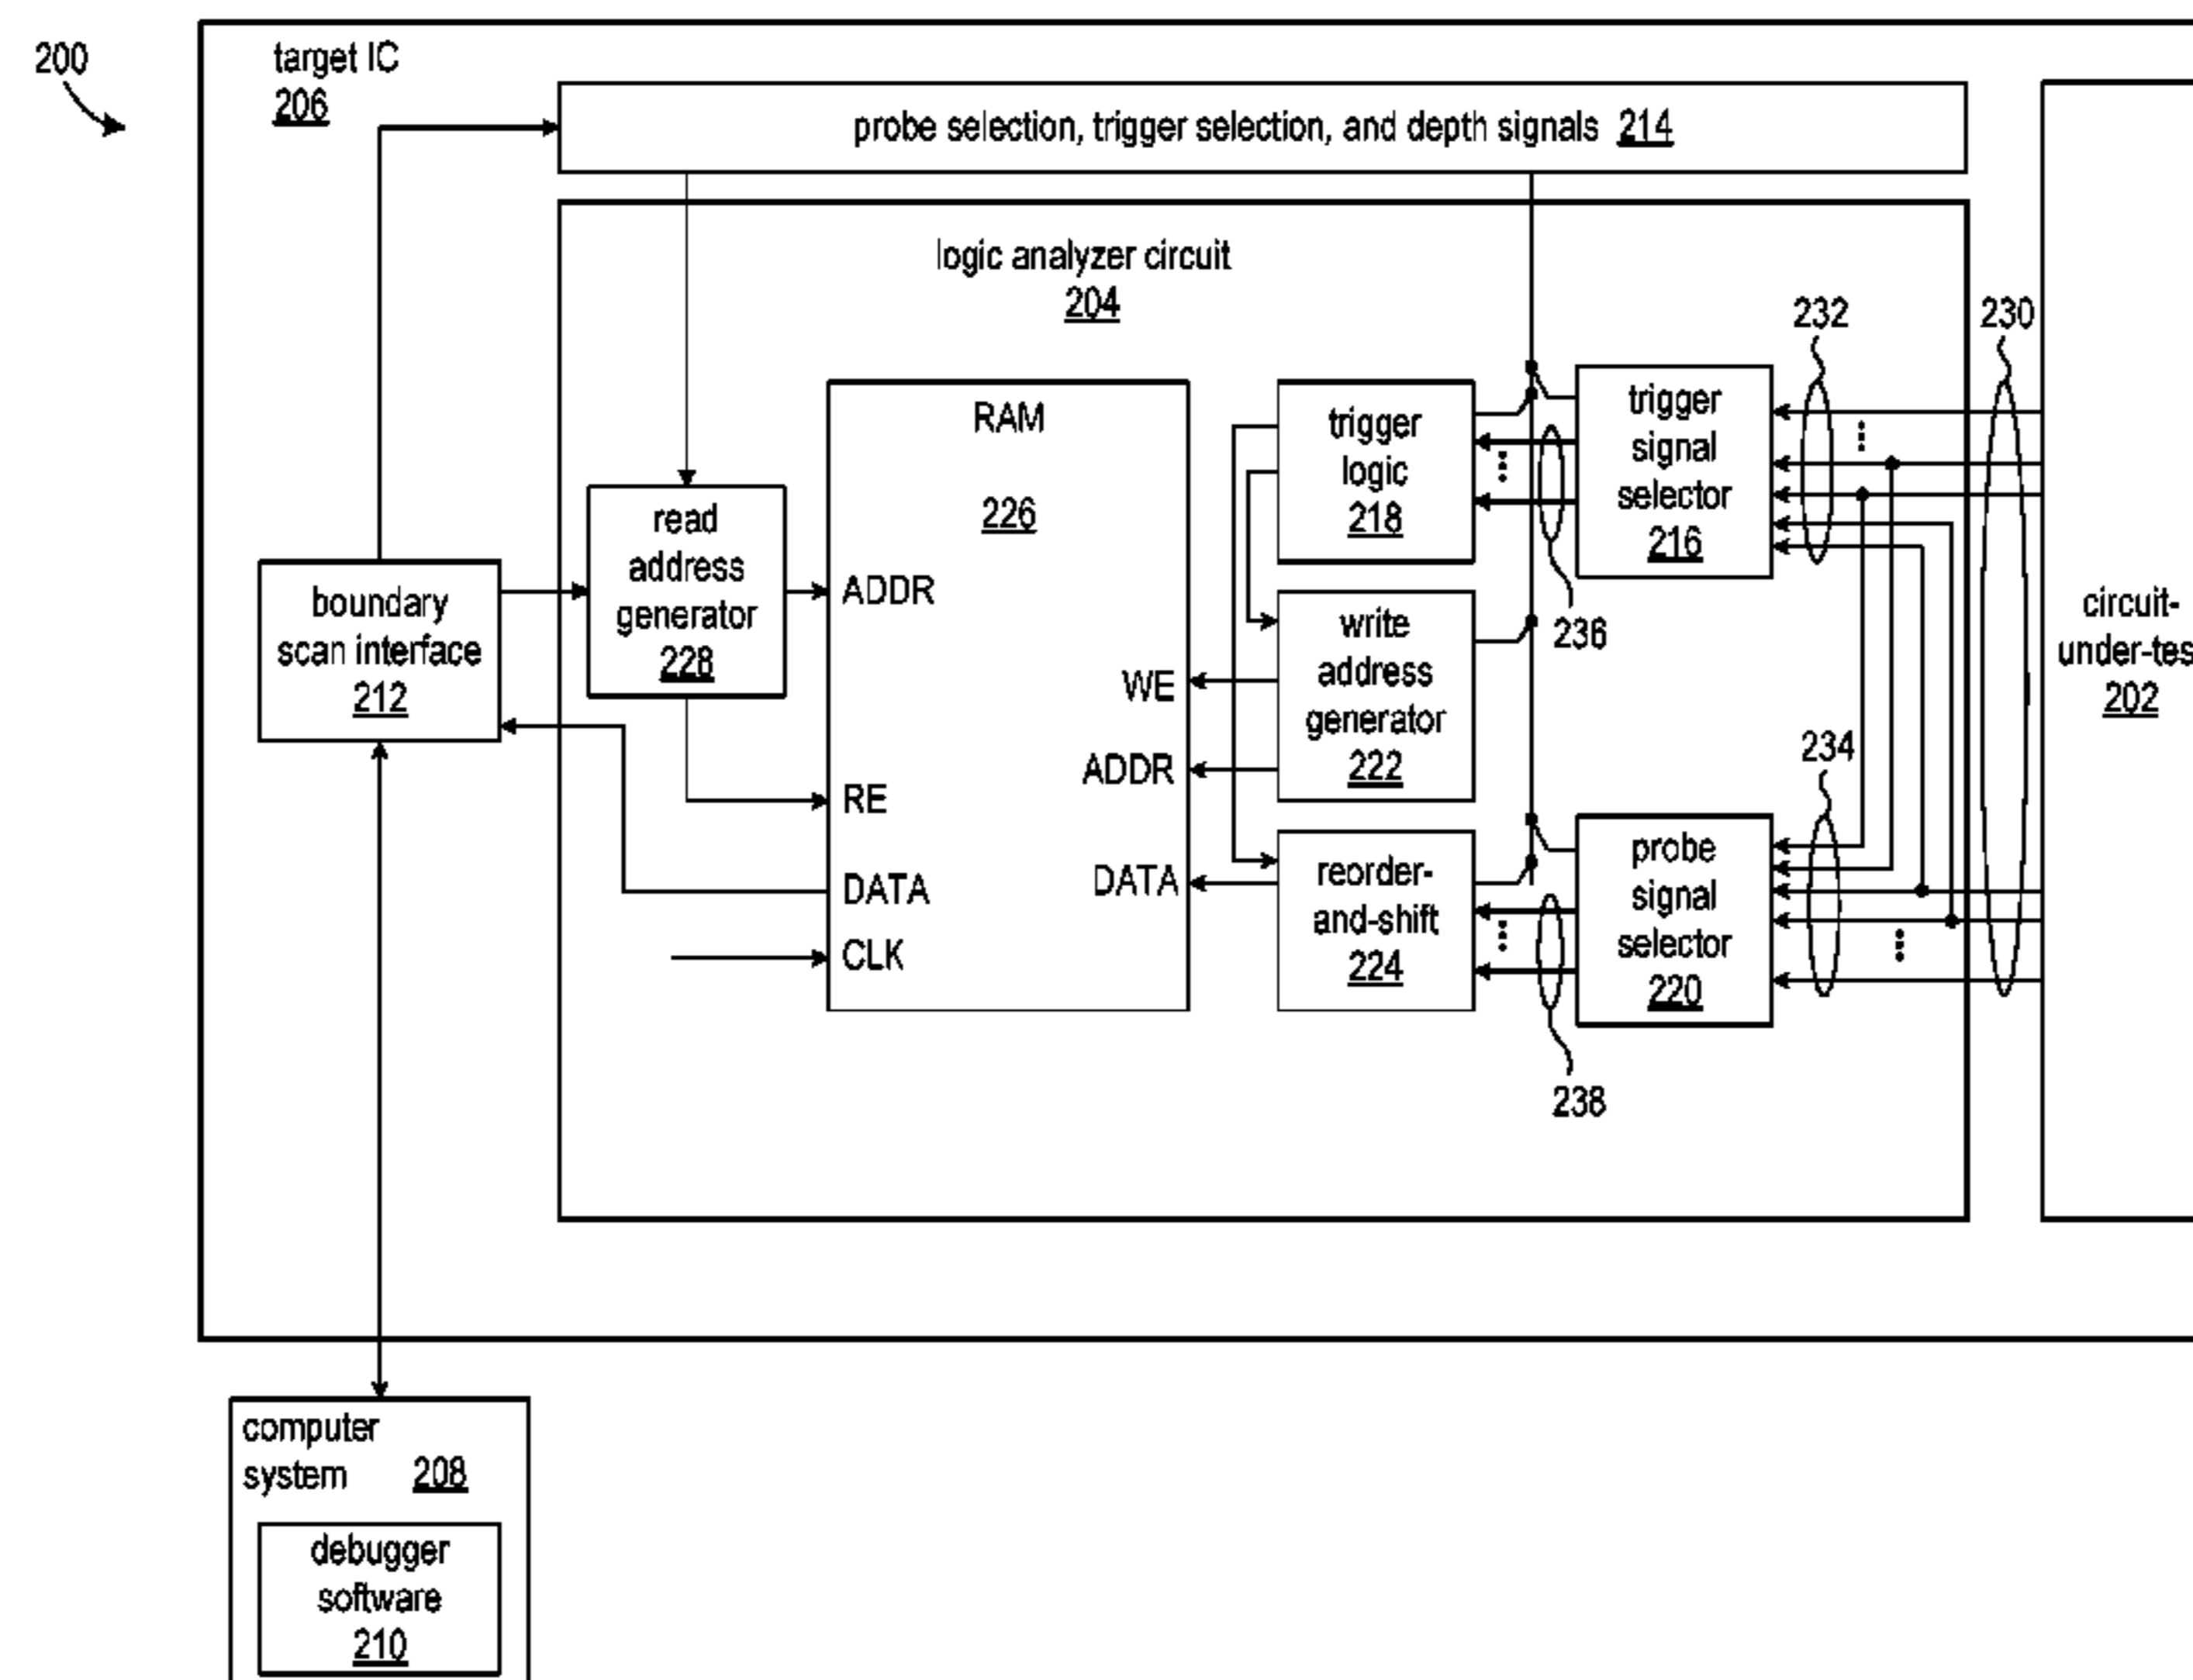 200
target IC
206
probe selection, trigger selection, and depth signals 214
logic analyzer circuit
204
232
230
RAM
226
ADDR
WE
ADDR
RE
DATA
DATA
CLK
trigger
logic
218
trigger
signal
selector
216
read
address
generator
228
boundary
scan interface
212
236
write
address
generator
222
circuit-
under-tes
202
234
reorder-
and-shift
224
probe
signal
selector
220
238
computer
system 208
debugger
software
210